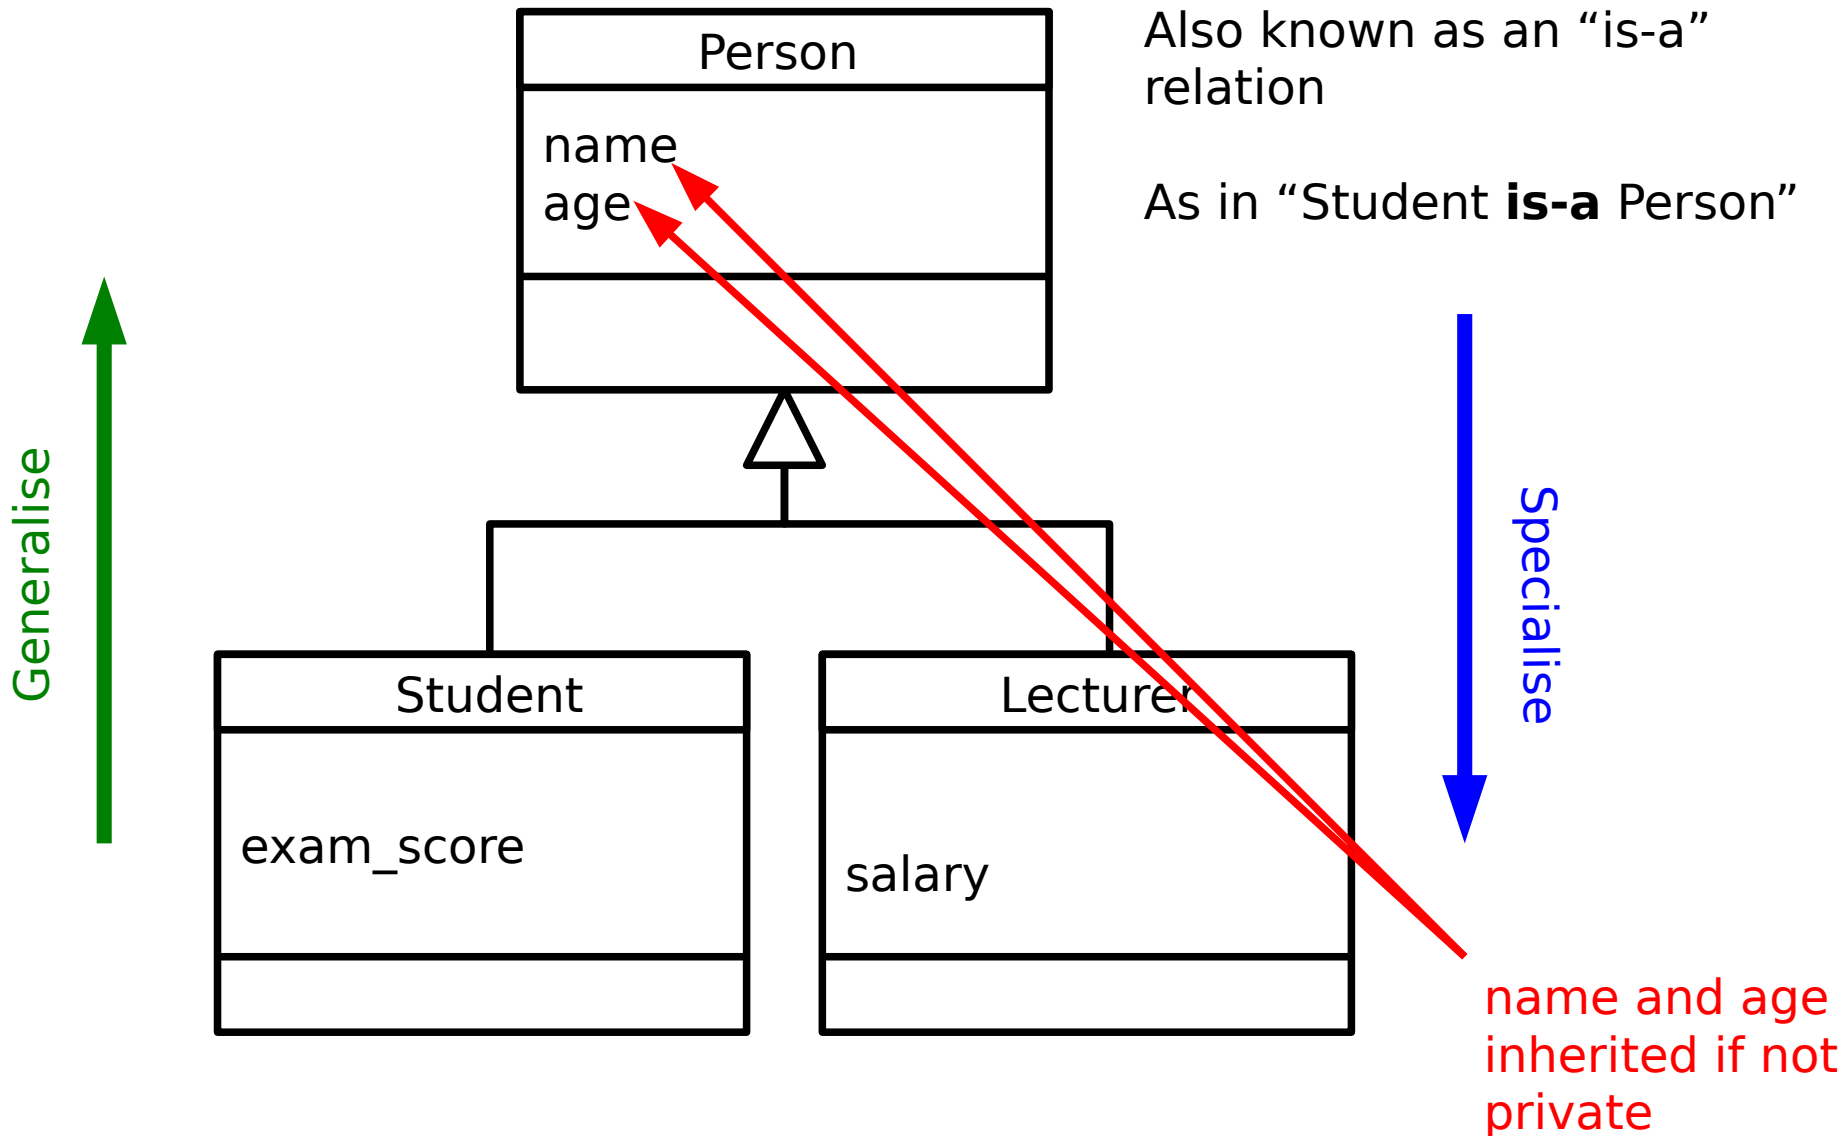 Person
name
age
Also known as an “is-a”
relation
As in “Student is-a Person”
Generalise
Specialise
Student
exam_score
Lecturer
salary
name and age
inherited if not
private